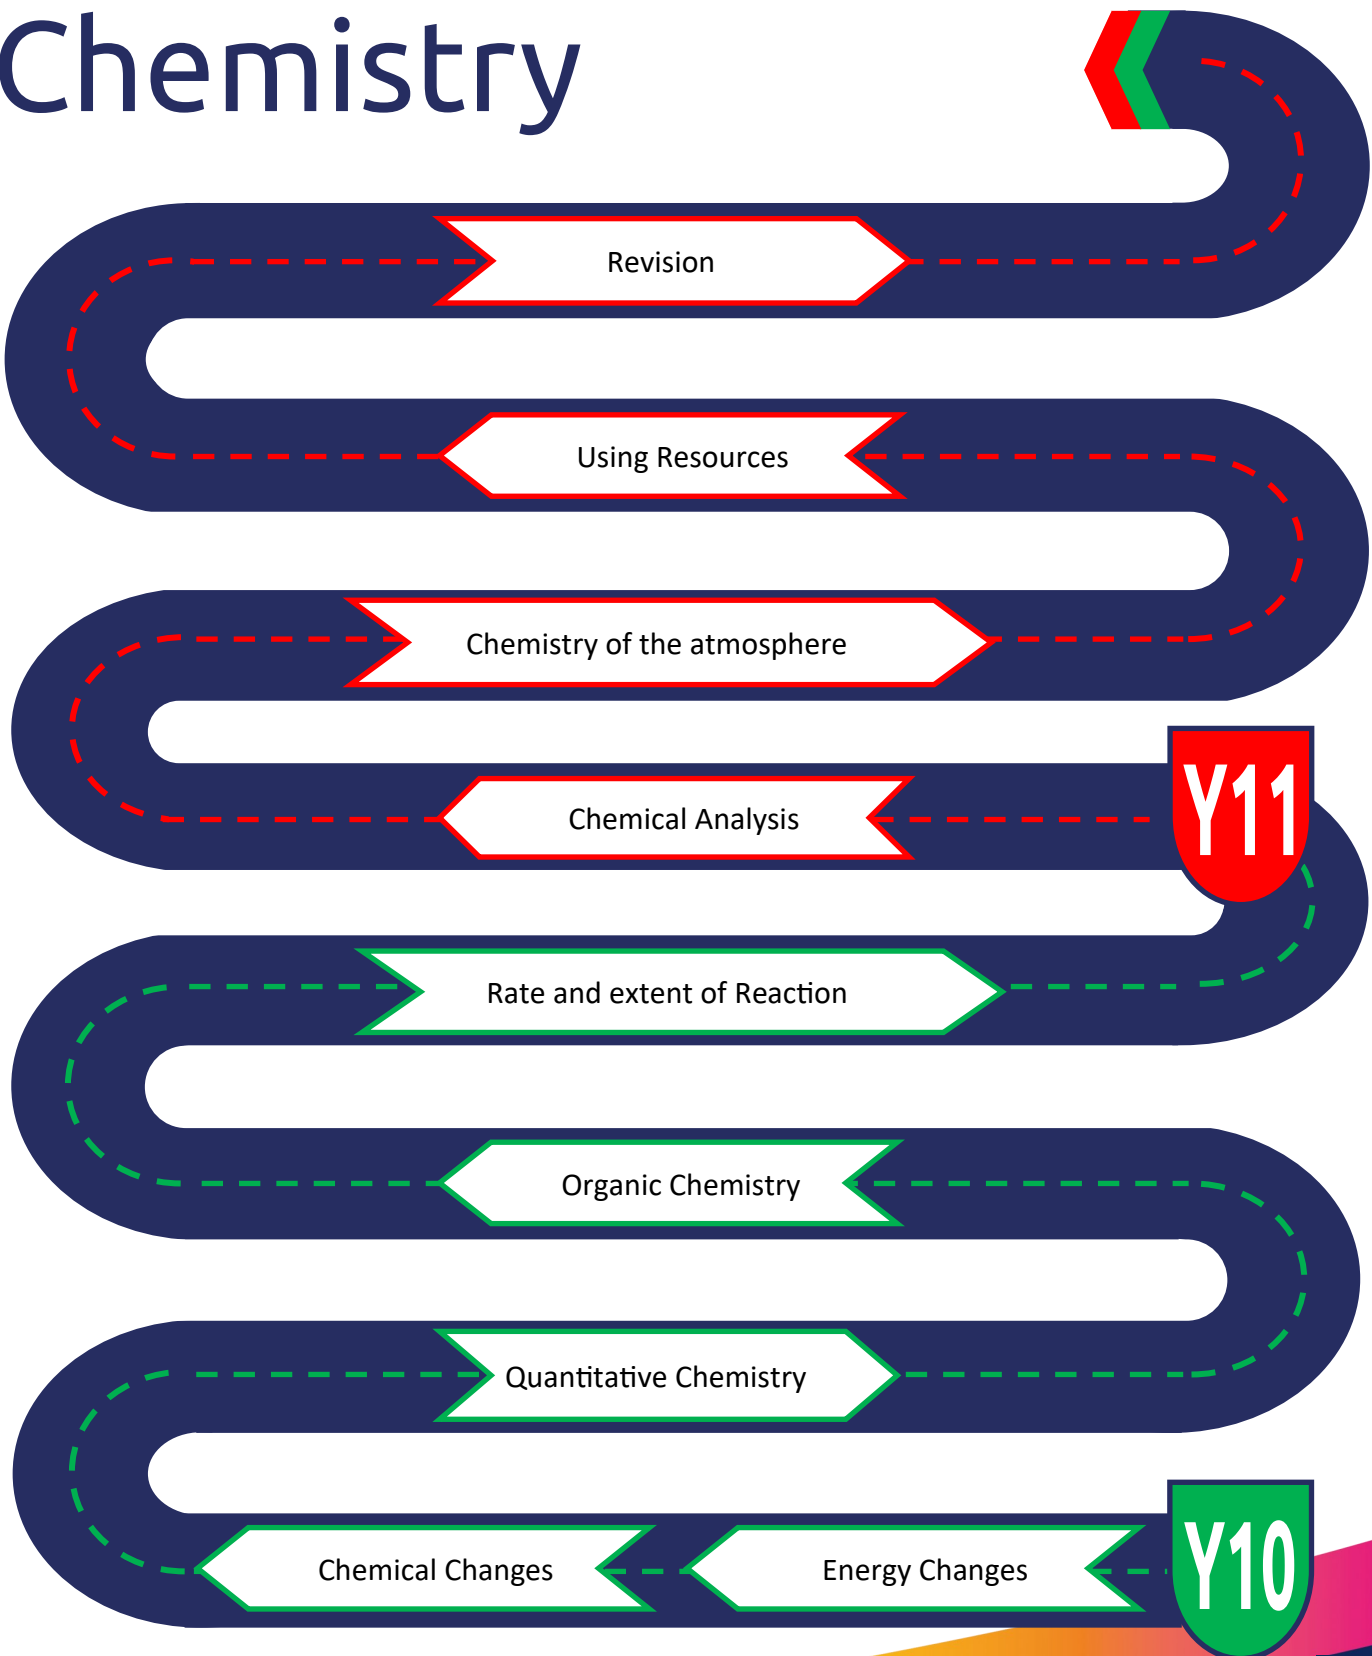 Chemistry
Revision
Using Resources
Chemistry of the atmosphere
Y11
Chemical Analysis
Rate and extent of Reaction
Organic Chemistry
Quantitative Chemistry
Chemical Changes
Energy Changes
Y10